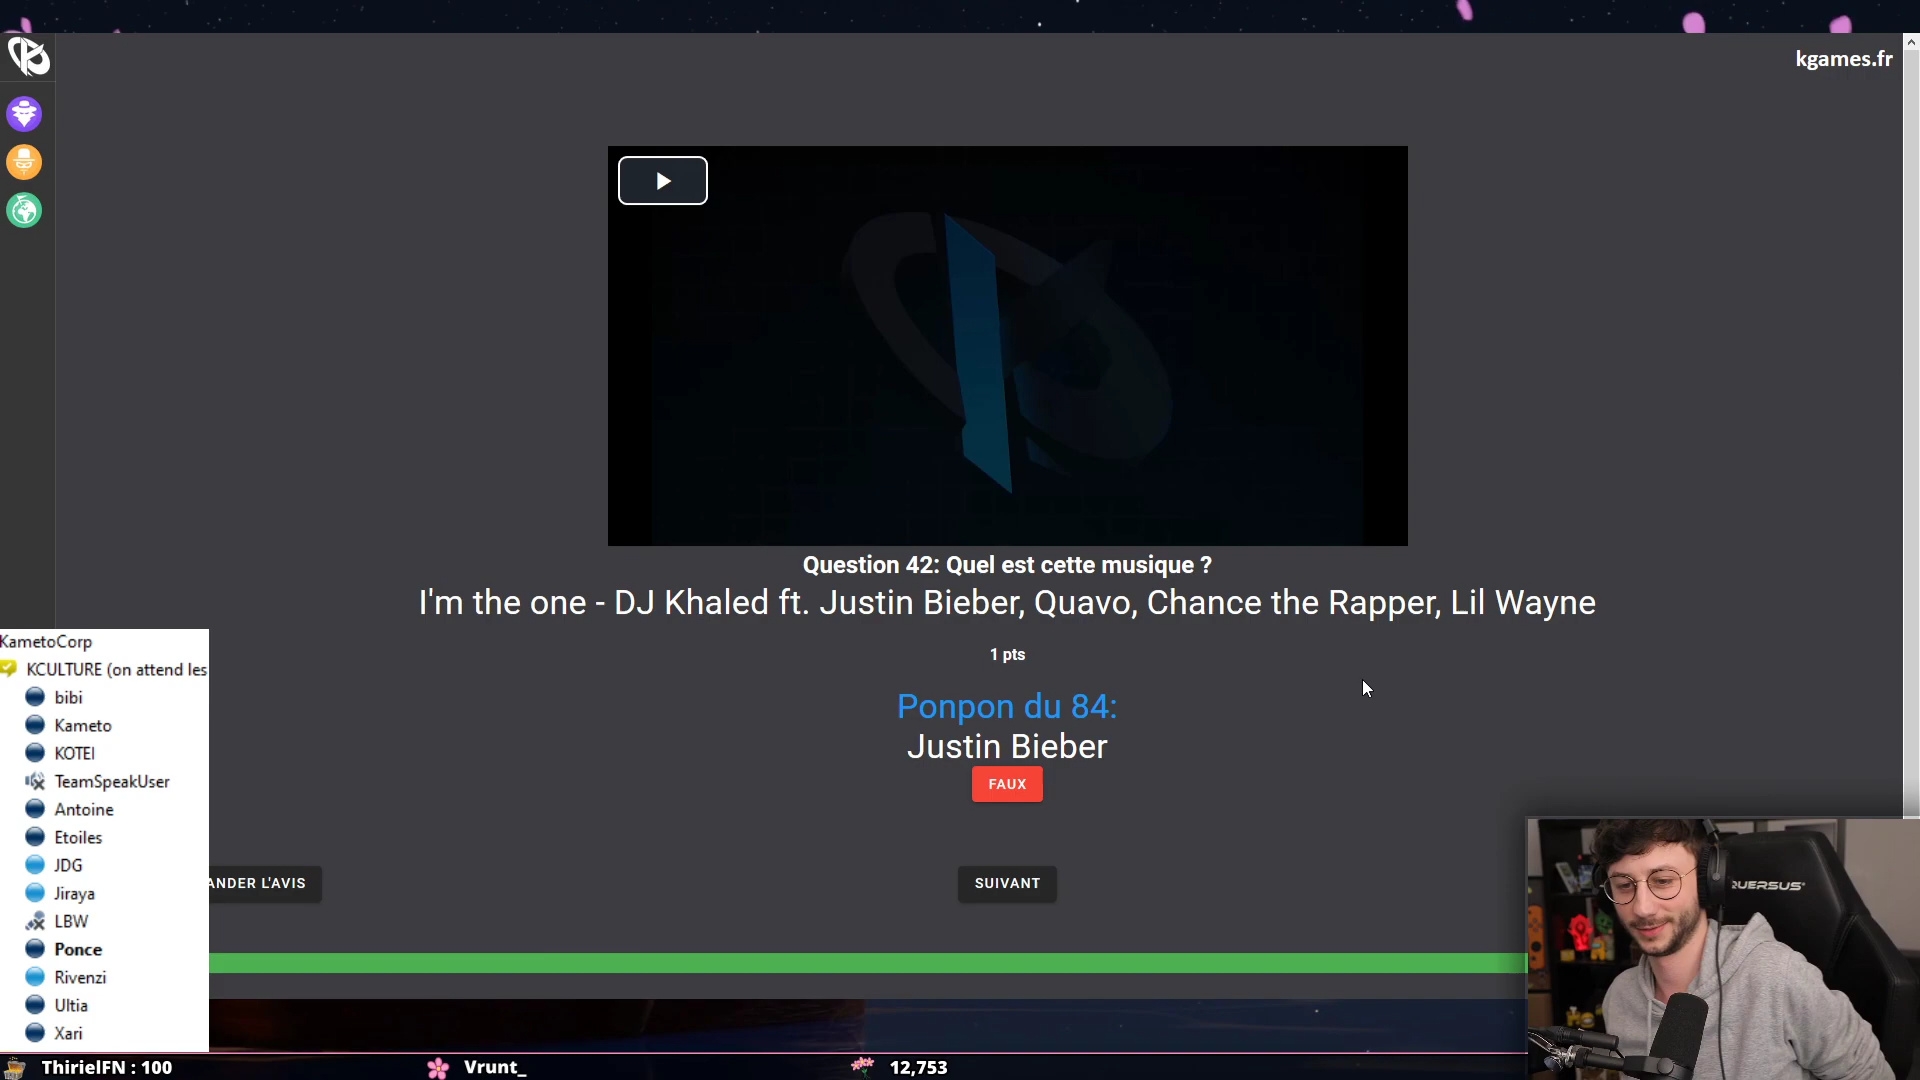 kgames.fr
Question 42: Quel est cette musique ?
I'm the one - DJ Khaled ft. Justin Bieber, Quavo, Chance the Rapper, Lil Wayne
1 pts
Ponpon du 84:
Justin Bieber
FAUX
ANDER L'AVIS
SUIVANT
KametoCorp
KCULTURE (on attend les
bibi
Kameto
KOTEI
TeamSpeakUser
Antoine
Etoiles
JDG
Jiraya
LBW
Ponce
Rivenzi
Ultia
Xari
QUERSUS
ThirielFN : 100
Vrunt_
12,753